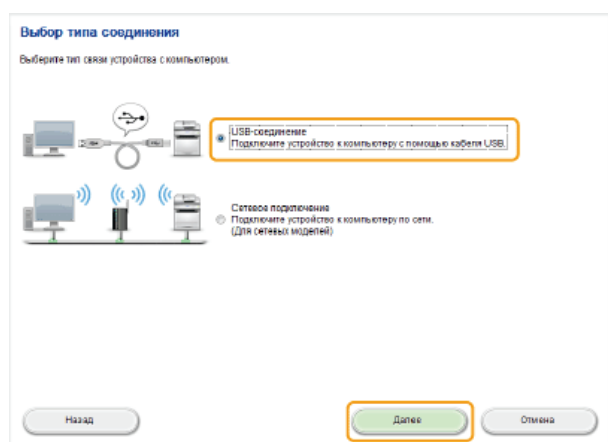 Выбор типа соединения
Выберите тип связи устройства с компьютером.
USB-соединение
Подключите устройство к компьютеру с помощью кабеля USB.
Сетевое подключение
Подключите устройство к компьютеру по сети.
(Для сетевых моделей)
Назад
Далее
Отмена